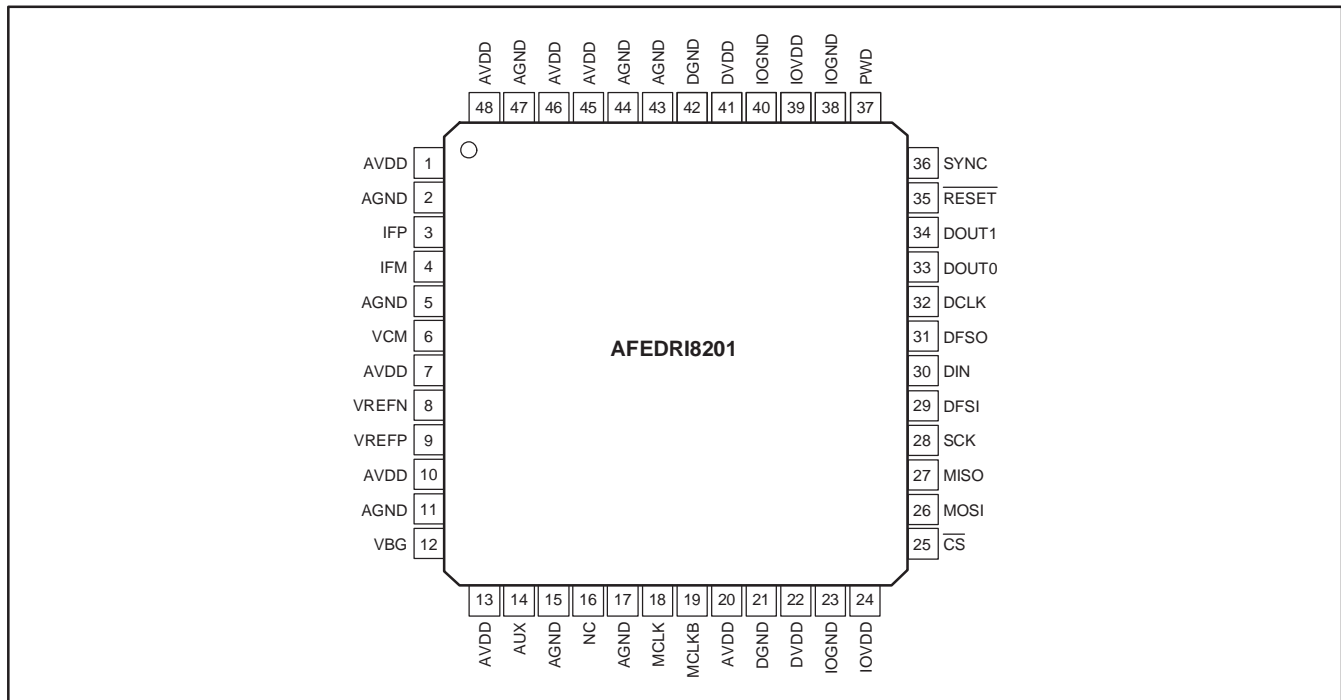 AVDD AGND AVDD AVDD AGND AGND DGND DVDD IOGND IOVDD IOGND PWD
48 47 46 45 44 43 42 41 40 39 38 37
AVDD 1
AGND 2
IFP 3
IFM 4
AGND 5
VCM 6
AVDD 7
VREFN 8
VREFP 9
AVDD 10
AGND 11
VBG 12
AFEDRI8201
36 SYNC
35 RESET
34 DOUT1
33 DOUT0
32 DCLK
31 DFSO
30 DIN
29 DFSI
28 SCK
27 MISO
26 MOSI
25 CS
13 14 15 16 17 18 19 20 21 22 23 24
AVDD AUX AGND NC AGND MCLK MCLKB AVDD DGND DVDD IOGND IOVDD